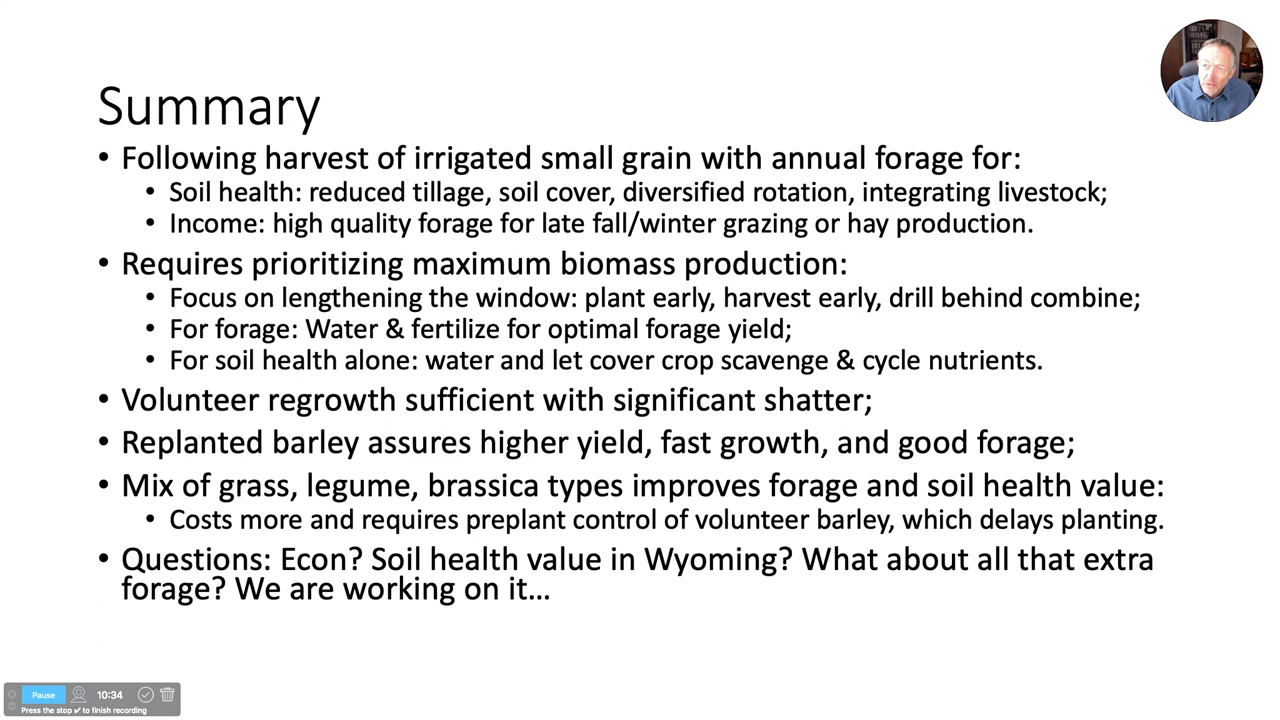 Summary
• Following harvest of irrigated small grain with annual forage for:
• Soil health: reduced tillage, soil cover, diversified rotation, integrating livestock;
• Income: high quality forage for late fall/winter grazing or hay production.
• Requires prioritizing maximum biomass production:
• Focus on lengthening the window: plant early, harvest early, drill behind combine;
• For forage: Water & fertilize for optimal forage yield;
• For soil health alone: water and let cover crop scavenge & cycle nutrients.
• Volunteer regrowth sufficient with significant shatter;
• Replanted barley assures higher yield, fast growth, and good forage;
• Mix of grass, legume, brassica types improves forage and soil health value:
• Costs more and requires preplant control of volunteer barley, which delays planting.
• Questions: Econ? Soil health value in Wyoming? What about all that extra
forage? We are working on it...
Pause
10:34
Press the stop ✔ to finish recording